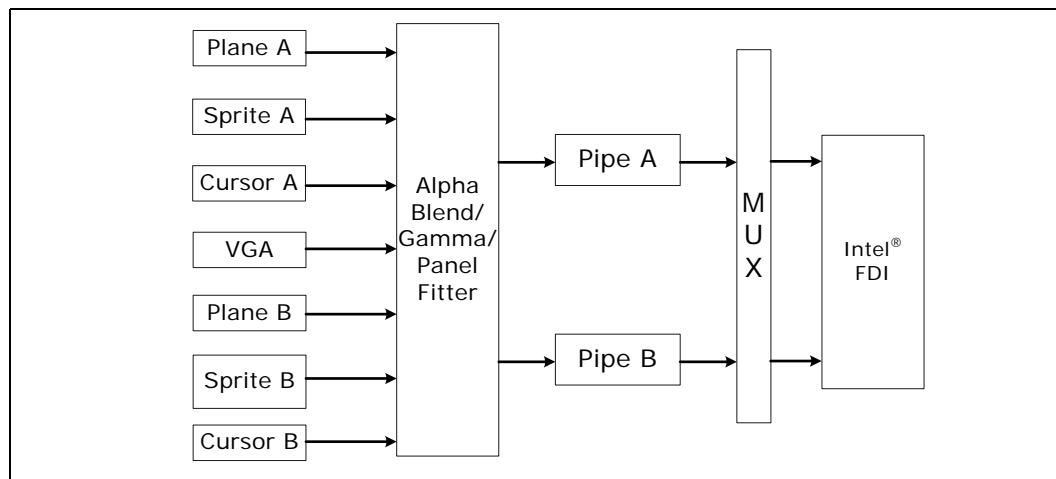 Plane A
Sprite A
Cursor A
VGA
Plane B
Sprite B
Cursor B
Alpha
Blend/
Gamma/
Panel
Fitter
Pipe A
Pipe B
M
U
X
Intel®
FDI